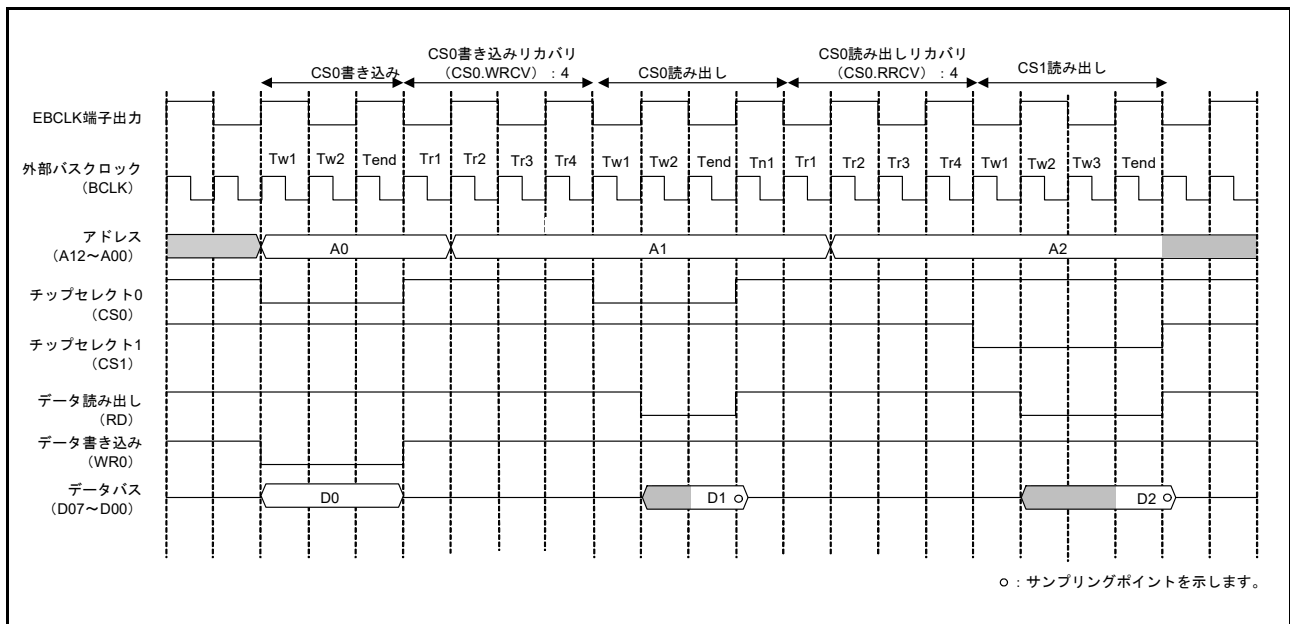 CS0書き込み
CS0書き込みリカバリ
（CS0.WRCV）：4
CS0読み出し
CS0読み出しリカバリ
（CS0.RRCV）：4
CS1読み出し
EBCLK端子出力
外部バスクロック
（BCLK）
Tw1 Tw2 Tend Tr1 Tr2 Tr3 Tr4 Tw1 Tw2 Tend Tn1 Tr1 Tr2 Tr3 Tr4 Tw1 Tw2 Tw3 Tend
アドレス
（A12～A00）
A0 A1 A2
チップセレクト0
（CS0）
チップセレクト1
（CS1）
データ読み出し
（RD）
データ書き込み
（WR0）
データバス
（D07～D00）
D0 D1 D2
：サンプリングポイントを示します。